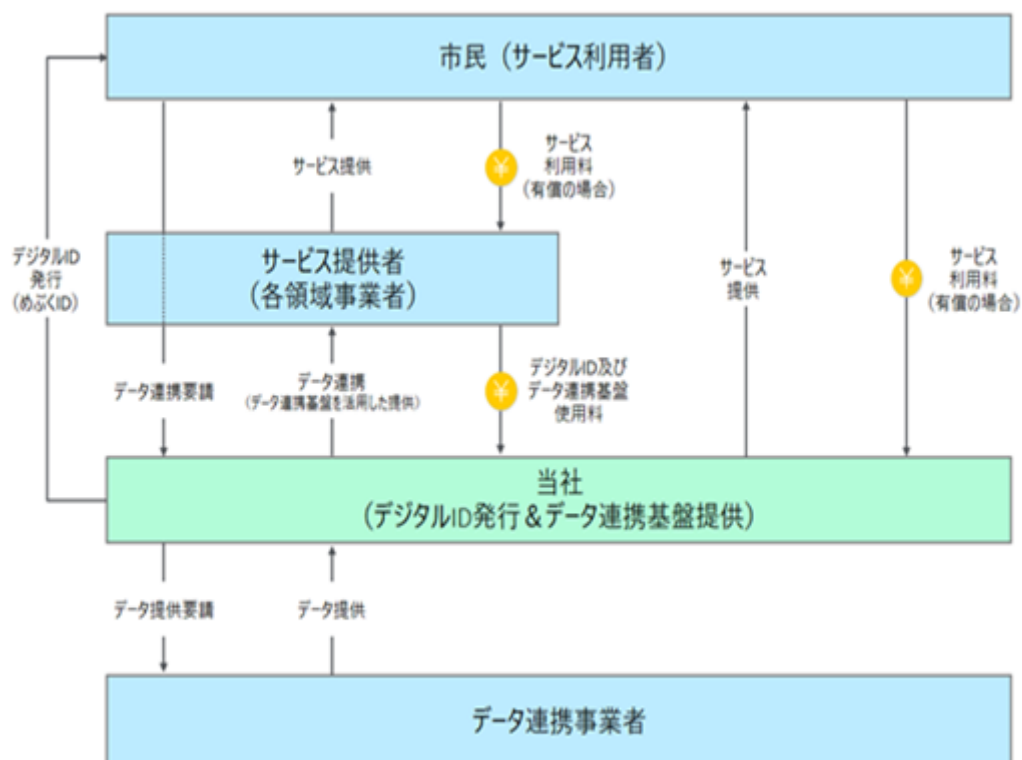 市民（サービス利用者）
サービス提供
¥
サービス
利用料
（有償の場合）
サービス提供者
（各領域事業者）
デジタルID
発行
（めぶくID）
サービス
提供
¥
サービス
利用料
（有償の場合）
データ連携要請
データ連携
（データ連携基盤を活用した提供）
¥
デジタルID及び
データ連携基盤
使用料
当社
（デジタルID発行＆データ連携基盤提供）
データ提供要請
データ提供
データ連携事業者